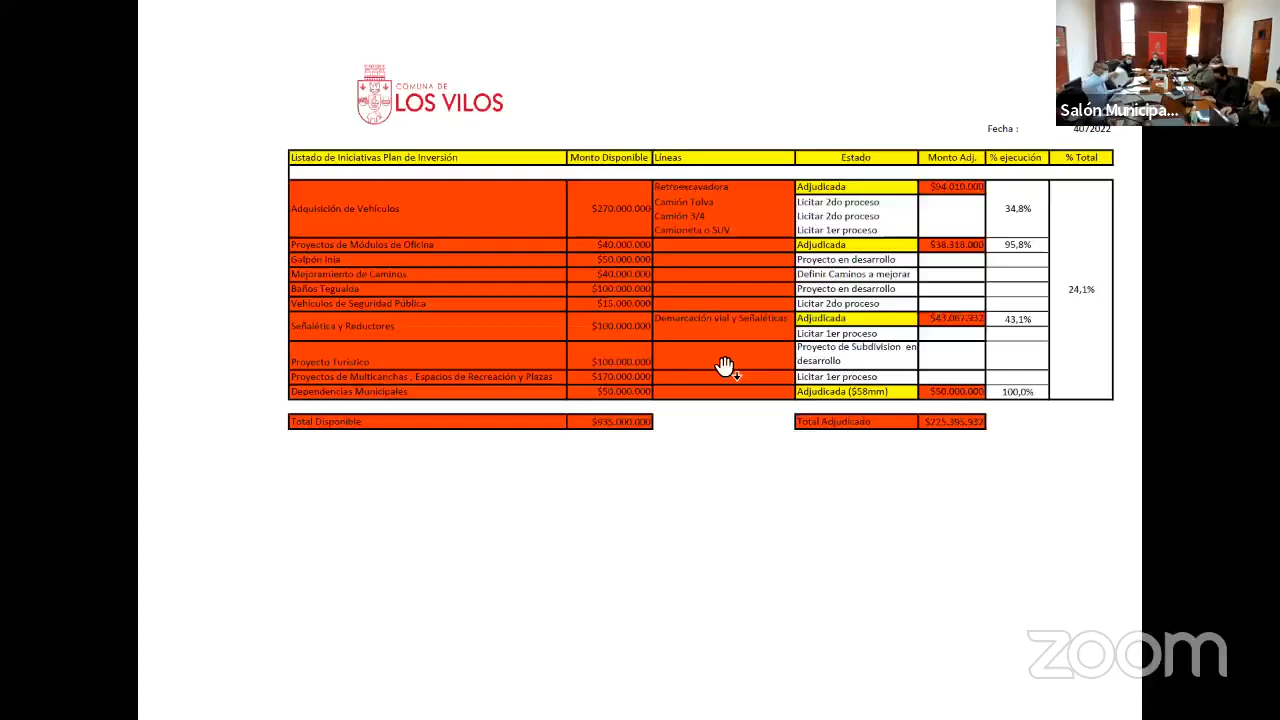 COMUNA DE
LOS VILOS
Salón Municipa...
Fecha :
Listado de Iniciativas Plan de Inversión Monto Disponible Líneas Estado Monto Adj. % ejecución % Total
Adquisición de Vehículos $270.000.000 Retroexcavadora Adjudicada $94.010.000 34,8%
Camión Tolva Licitar 2do proceso
Camión 3/4 Licitar 2do proceso
Camioneta o SUV Licitar 1er proceso
Proyectos de Módulos de Oficina $40.000.000 Adjudicada $38.318.000 95,8%
Galpón Inia $50.000.000 Proyecto en desarrollo
Mejoramiento de Caminos $40.000.000 Definir Caminos a mejorar
Baños Tegualda $100.000.000 Proyecto en desarrollo 24,1%
Vehículos de Seguridad Pública $15.000.000 Licitar 2do proceso
Señalética y Reductores $100.000.000 Demarcación vial y Señaléticas Adjudicada $43.067.932 43,1%
Licitar 1er proceso
Proyecto Turístico $100.000.000 Proyecto de Subdivision en
desarrollo
Proyectos de Multicanchas , Espacios de Recreación y Plazas $170.000.000 Licitar 1er proceso
Dependencias Municipales $50.000.000 Adjudicada ($58mm) $50.000.000 100,0%
Total Disponible $935.000.000 Total Adjudicado $225.395.932
zoom